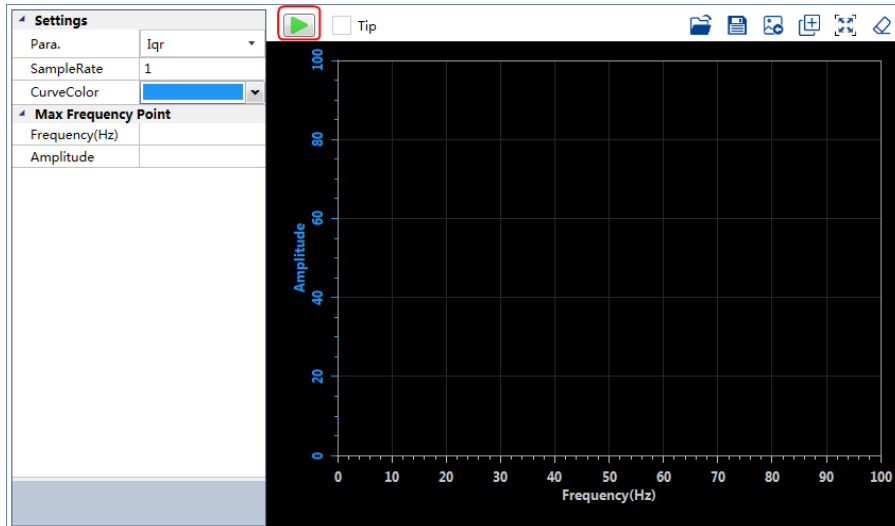 Settings
Para. Iqr
SampleRate 1
CurveColor
Max Frequency Point
Frequency(Hz)
Amplitude
Tip
100
80
60
40
20
0
Amplitude
0 10 20 30 40 50 60 70 80 90 100
Frequency(Hz)